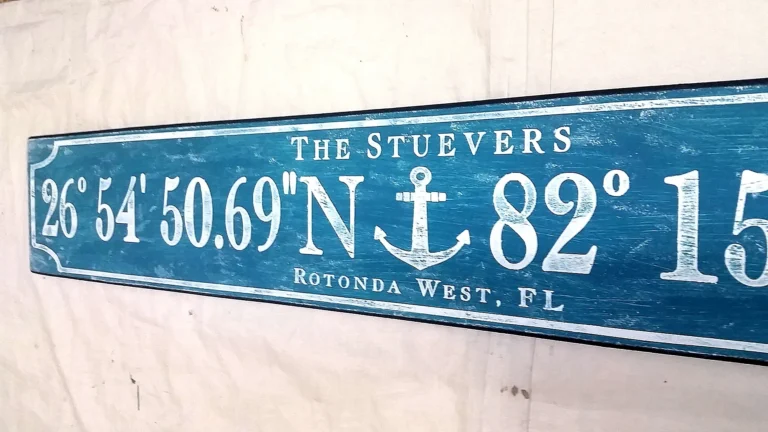 The Stuevers
26° 54' 50.69" N 82° 15
Rotonda West, FL